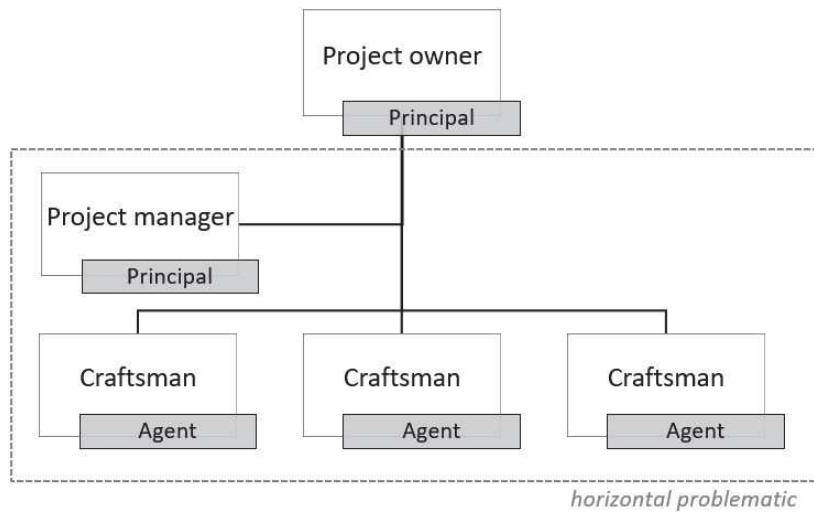 Project owner
Principal
Project manager
Principal
Craftsman
Craftsman
Craftsman
Agent
Agent
Agent
horizontal problematic